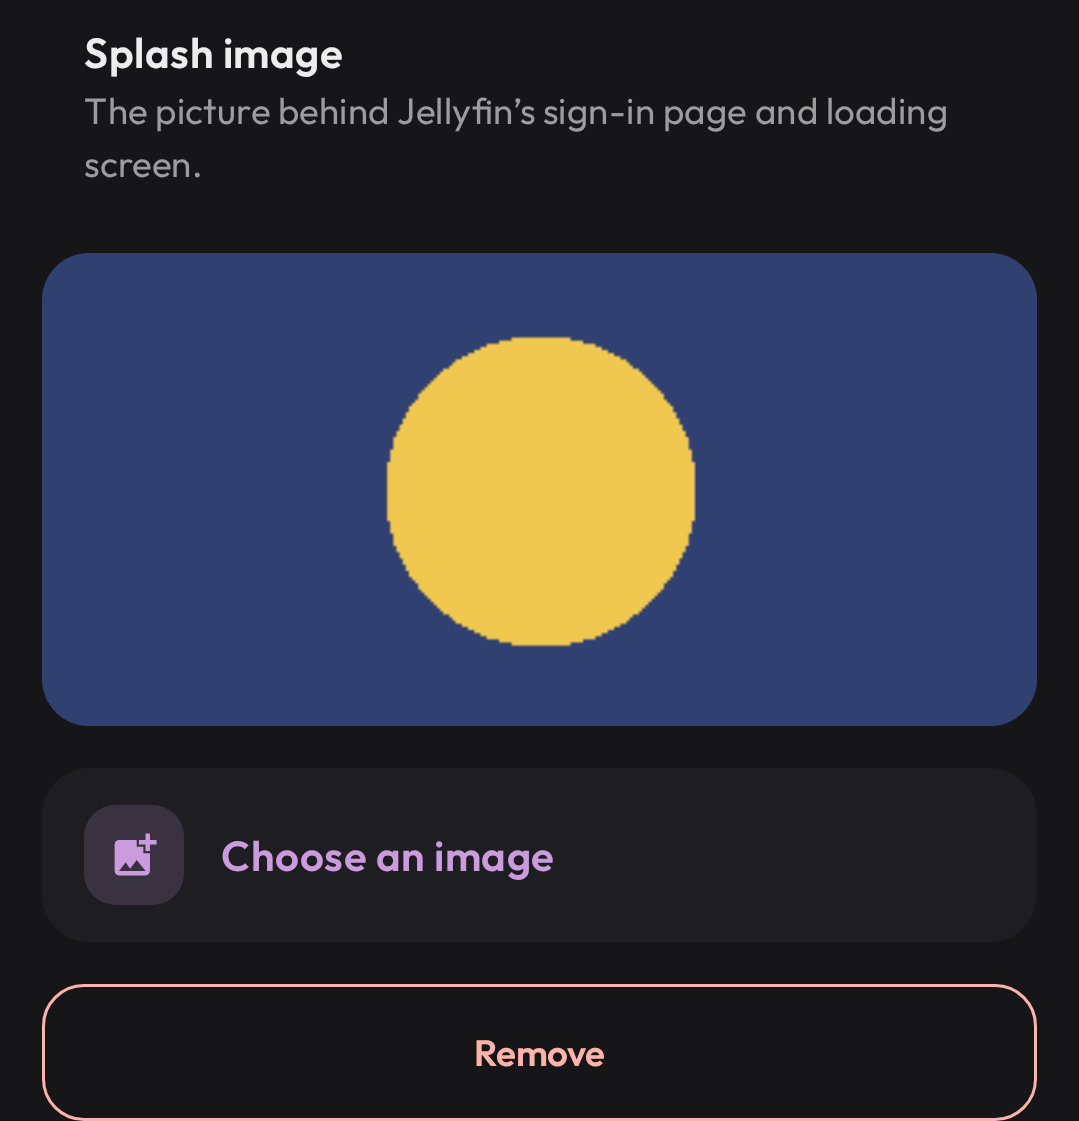 Splash image
The picture behind Jellyfin’s sign-in page and loading
screen.
Choose an image
Remove